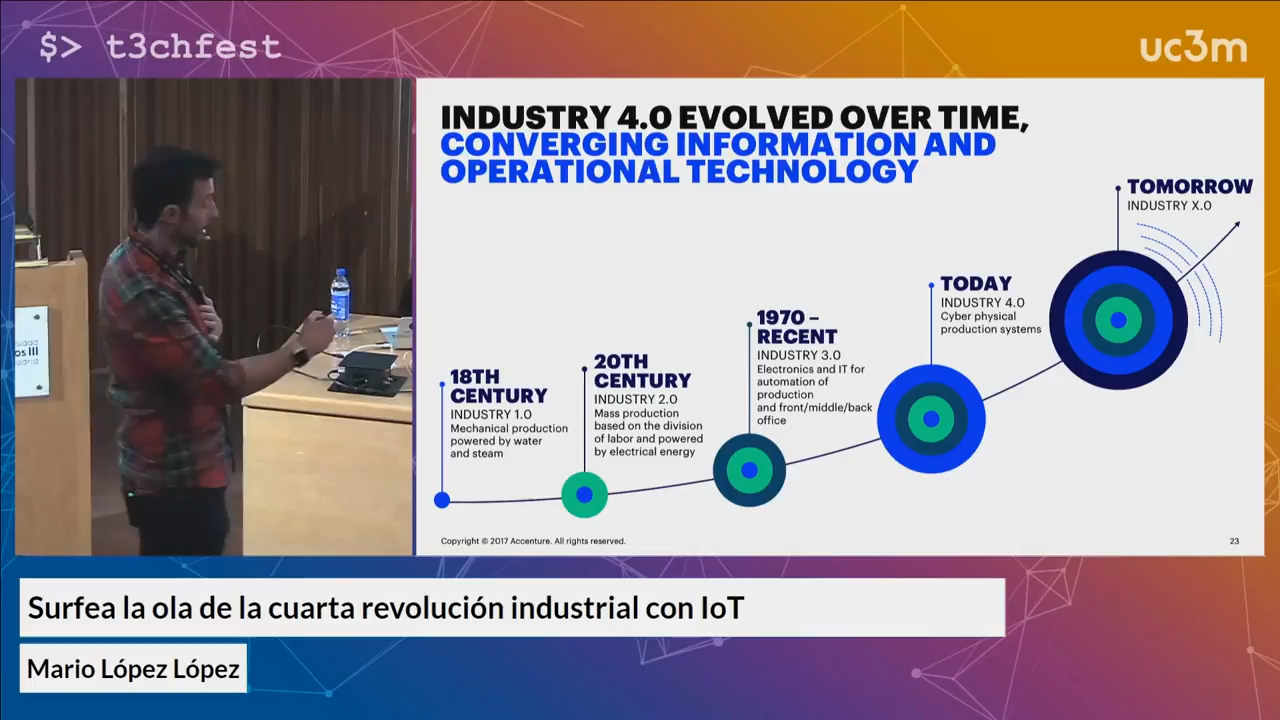 $> t3chfest
uc3m
INDUSTRY 4.0 EVOLVED OVER TIME,
CONVERGING INFORMATION AND
OPERATIONAL TECHNOLOGY
18TH
CENTURY
INDUSTRY 1.0
Mechanical production
powered by water
and steam
20TH
CENTURY
INDUSTRY 2.0
Mass production
based on the division
of labor and powered
by electrical energy
1970 –
RECENT
INDUSTRY 3.0
Electronics and IT for
automation of
production
and front/middle/back
office
TODAY
INDUSTRY 4.0
Cyber physical
production systems
TOMORROW
INDUSTRY X.0
Copyright © 2017 Accenture. All rights reserved.
23
os III
Surfea la ola de la cuarta revolución industrial con IoT
Mario López López